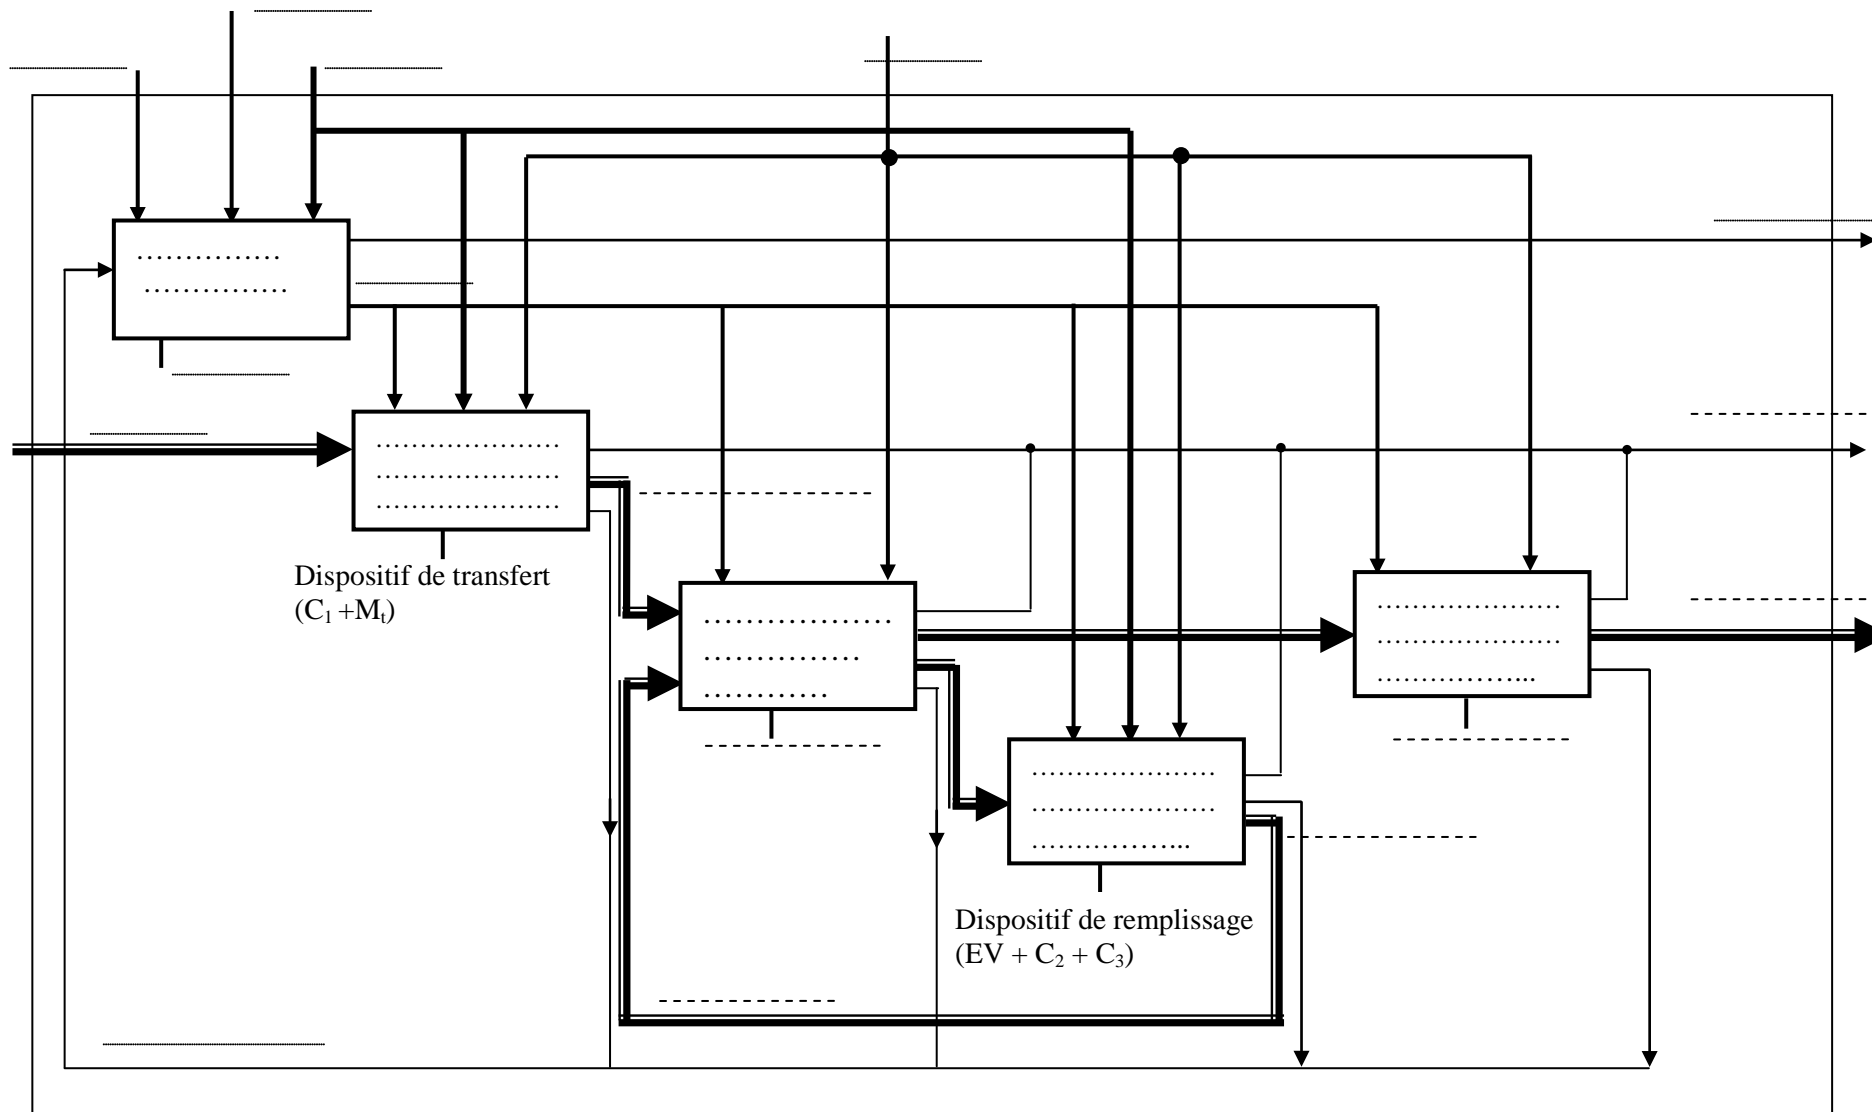 Dispositif de transfert
(C₁ +Mₜ)
Dispositif de remplissage
(EV + C₂ + C₃)